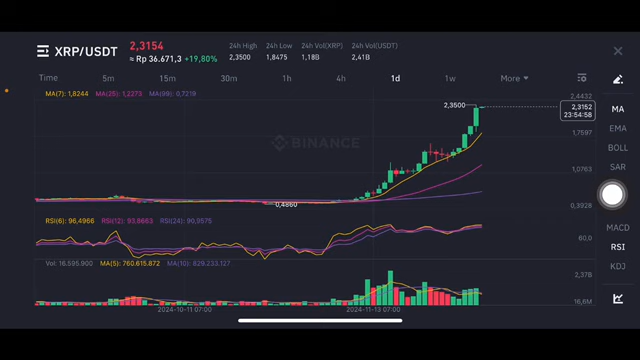 XRP/USDT
2,3154
≈ Rp 36.671,3 +19,80%
24h High
2,3500
24h Low
1,8475
24h Vol(XRP)
1,18B
24h Vol(USDT)
2,41B
Time 5m 15m 30m 1h 4h 1d 1w More
MA(7): 1,8244 MA(25): 1,2273 MA(99): 0,7219
2,4432
2,3500
2,3152
23:54:58
1,7597
1,0763
0,3928
BINANCE
0,4860
RSI(6): 96,4966 RSI(12): 93,8663 RSI(24): 90,9575
60,0
Vol: 16.595.900 MA(5): 760.615.872 MA(10): 829.233.127
2,37B
16,6M
2024-10-11 07:00 2024-11-13 07:00
MA
EMA
BOLL
SAR
MACD
RSI
KDJ